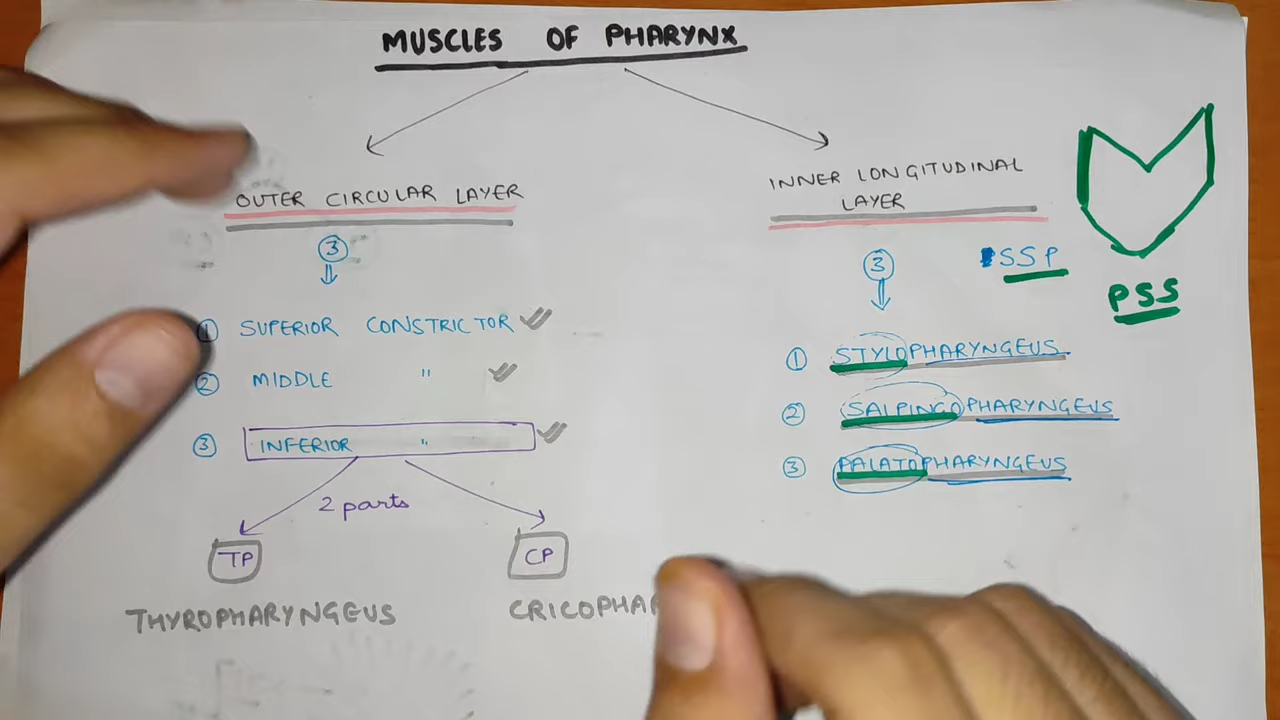 MUSCLES OF PHARYNX
OUTER CIRCULAR LAYER
3
1 SUPERIOR CONSTRICTOR
2 MIDDLE "
3 INFERIOR "
2 parts
TP
CP
THYROPHARYNGEUS
INNER LONGITUDINAL
LAYER
3
SSP
PSS
1 STYLOPHARYNGEUS
2 SALPINGOPHARYNGEUS
3 PALATOPHARYNGEUS